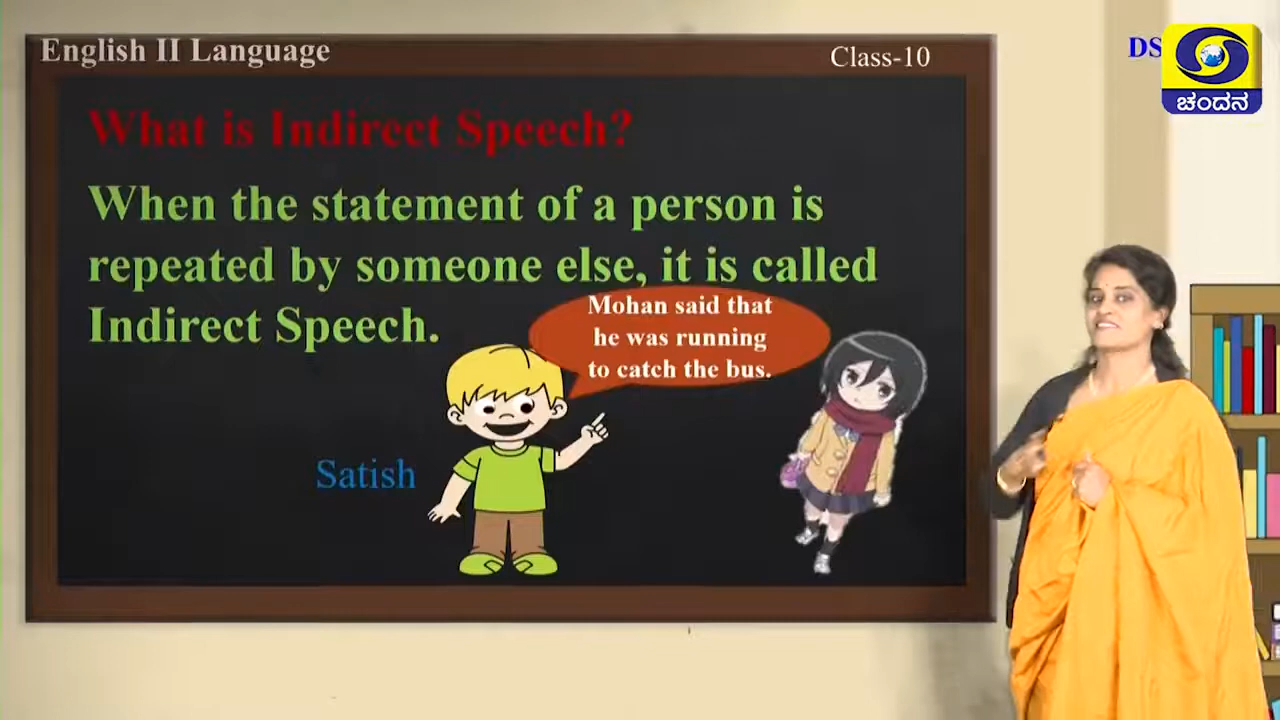 English II Language
Class-10
DS
ಚಂದನ
What is Indirect Speech?
When the statement of a person is
repeated by someone else, it is called
Indirect Speech.
Mohan said that
he was running
to catch the bus.
Satish